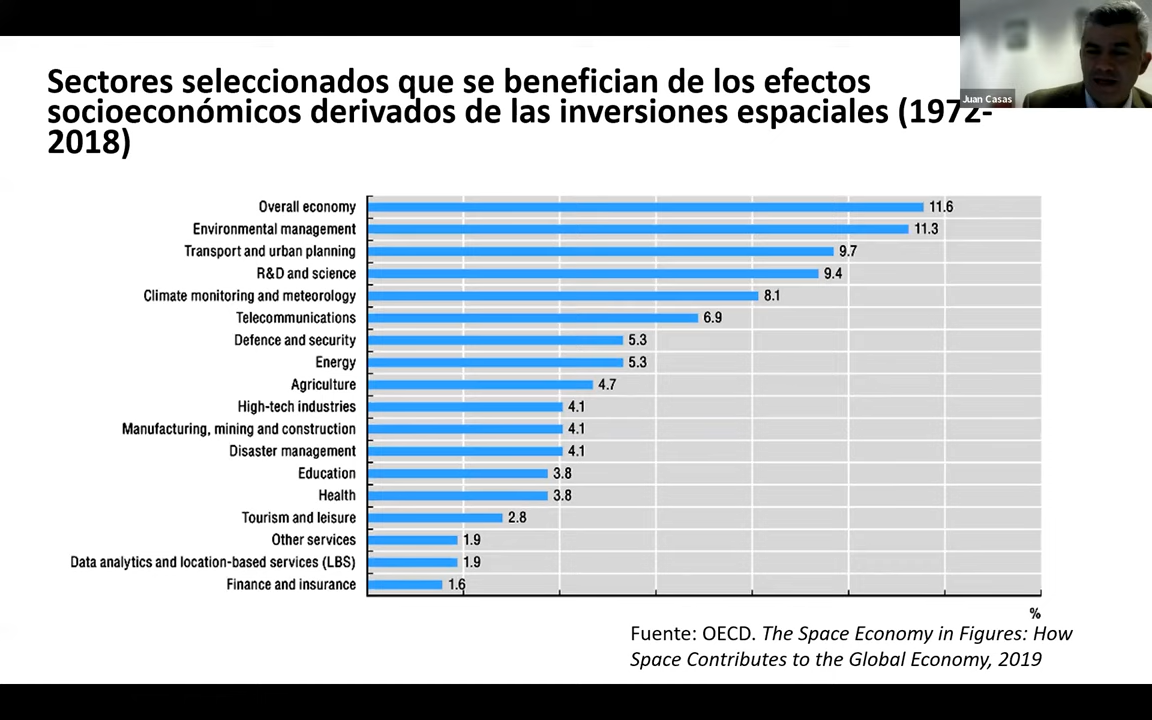 Sectores seleccionados que se benefician de los efectos
socioeconómicos derivados de las inversiones espaciales (1972-
2018)
Juan Casas
Overall economy 11.6
Environmental management 11.3
Transport and urban planning 9.7
R&D and science 9.4
Climate monitoring and meteorology 8.1
Telecommunications 6.9
Defence and security 5.3
Energy 5.3
Agriculture 4.7
High-tech industries 4.1
Manufacturing, mining and construction 4.1
Disaster management 4.1
Education 3.8
Health 3.8
Tourism and leisure 2.8
Other services 1.9
Data analytics and location-based services (LBS) 1.9
Finance and insurance 1.6
%
Fuente: OECD. The Space Economy in Figures: How
Space Contributes to the Global Economy, 2019